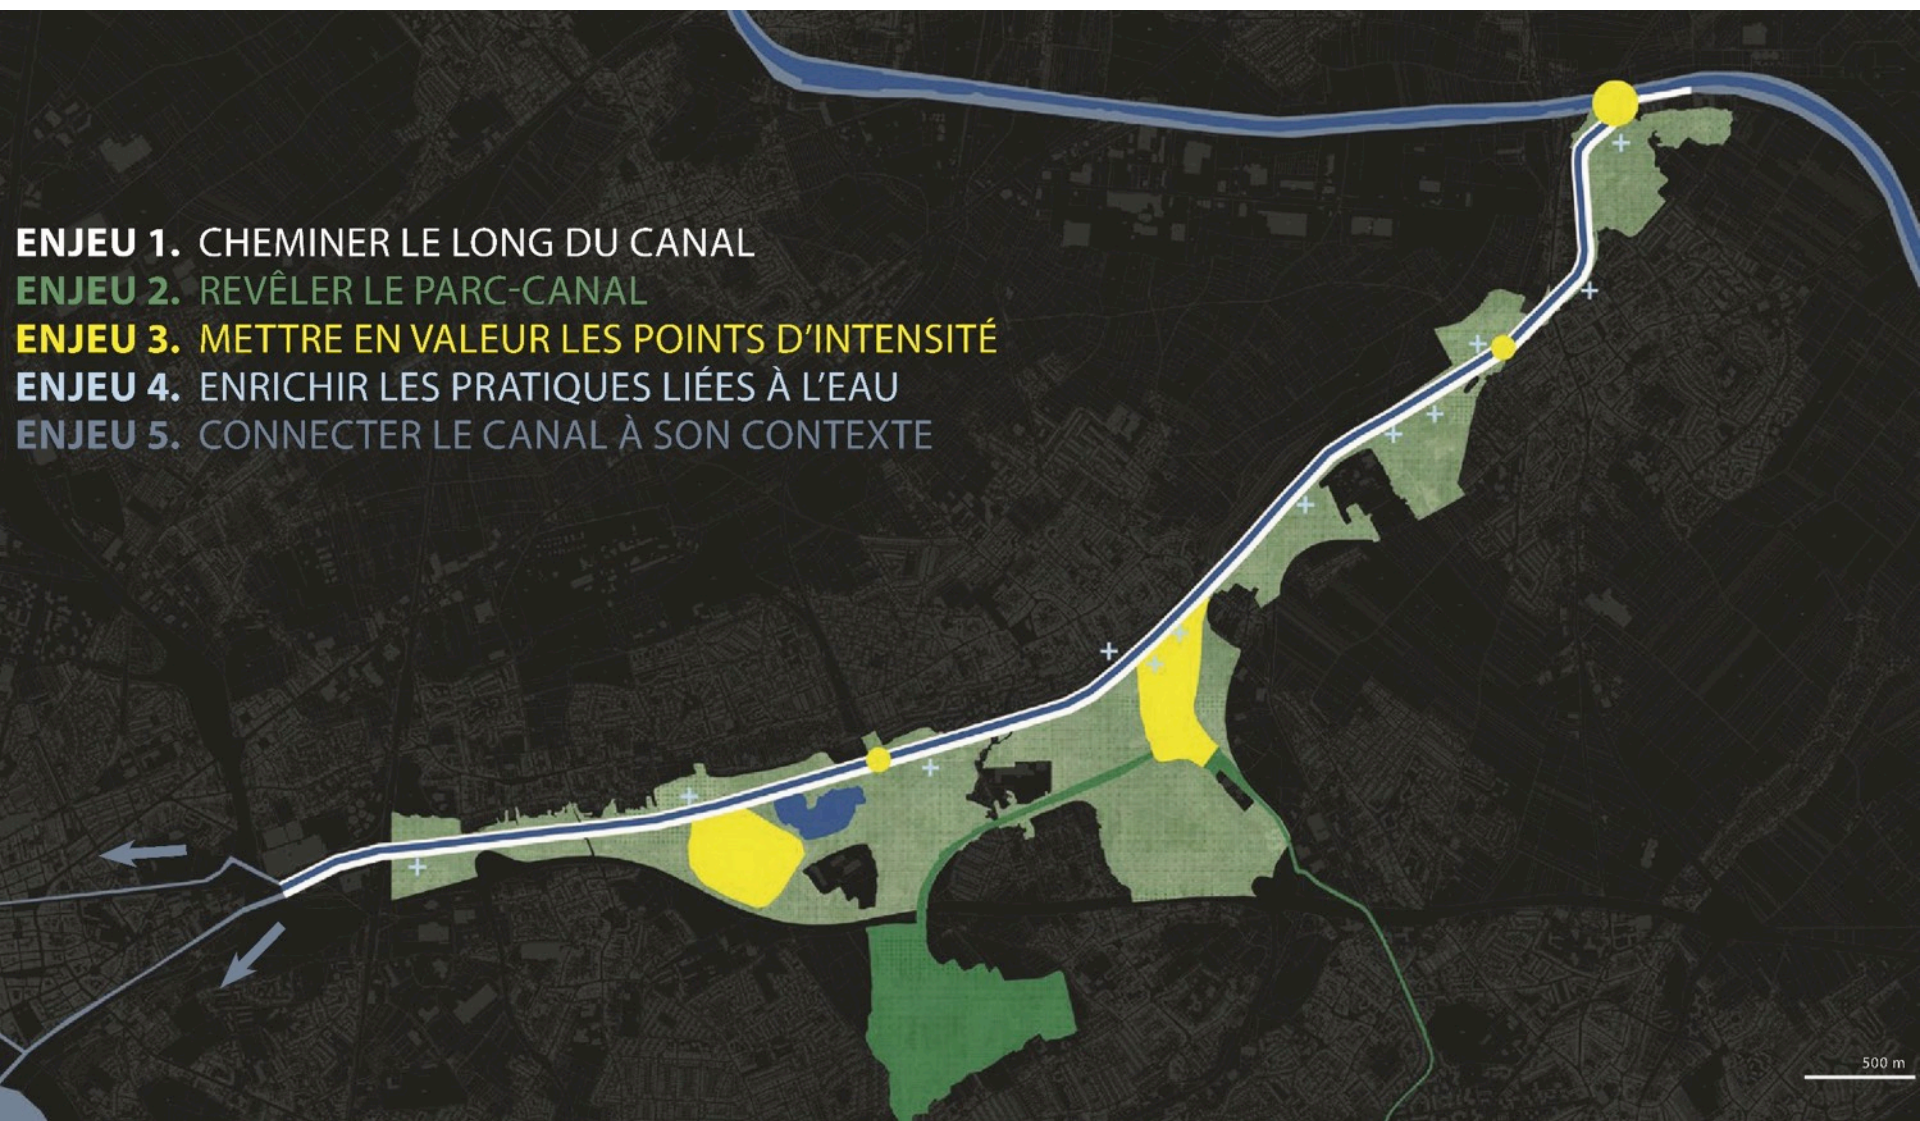 ENJEU 1. CHEMINER LE LONG DU CANAL
ENJEU 2. REVÊLER LE PARC-CANAL
ENJEU 3. METTRE EN VALEUR LES POINTS D’INTENSITÉ
ENJEU 4. ENRICHIR LES PRATIQUES LIÉES À L’EAU
ENJEU 5. CONNECTER LE CANAL À SON CONTEXTE
500 m